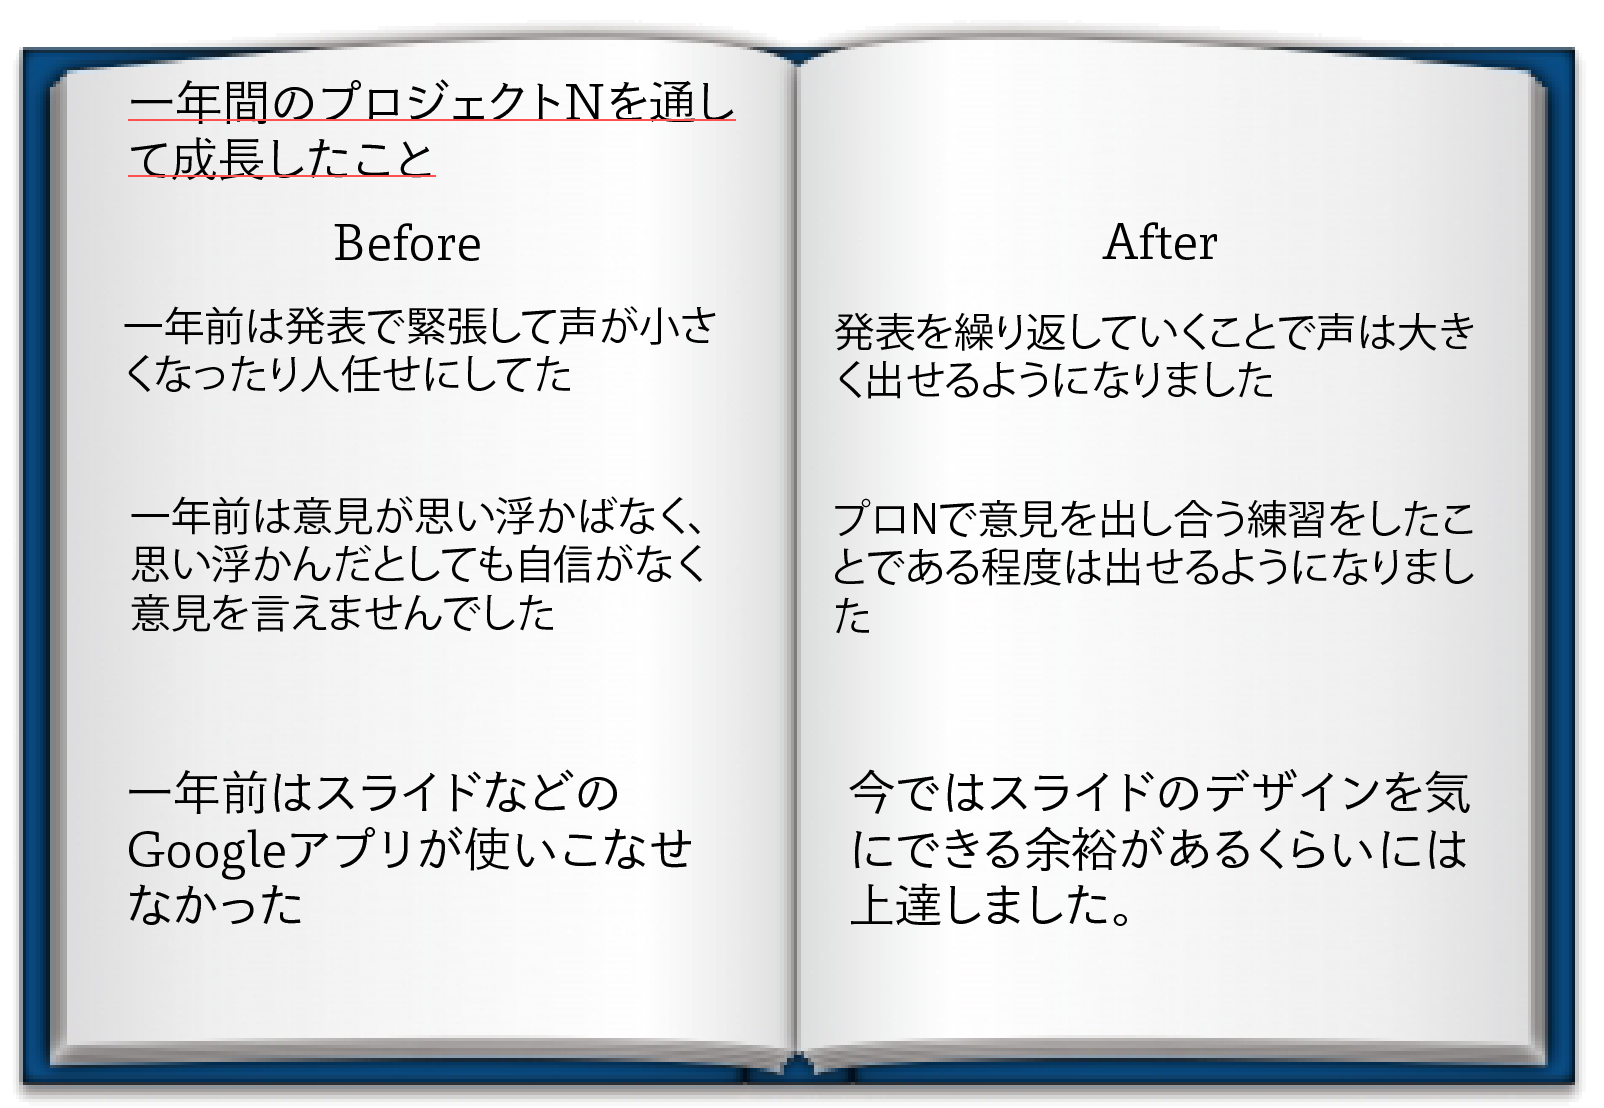 一年間のプロジェクトNを通し
て成長したこと
Before
一年前は発表で緊張して声が小さ
くなったり人任せにしてた
一年前は意見が思い浮かばなく、
思い浮かんだとしても自信がなく
意見を言えませんでした
一年前はスライドなどの
Googleアプリが使いこなせ
なかった
After
発表を繰り返していくことで声は大き
く出せるようになりました
プロNで意見を出し合う練習をしたこ
とである程度は出せるようになりまし
た
今ではスライドのデザインを気
にできる余裕があるくらいには
上達しました。